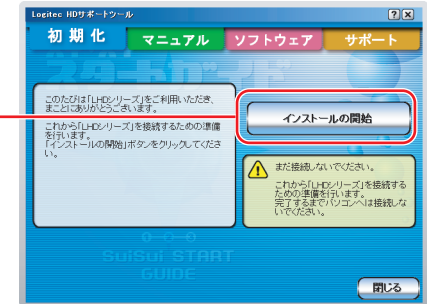 Logitec HDサポートツール
初期化
マニュアル
ソフトウェア
サポート
スタートガイド
このたびは「LHDシリーズ」をご利用いただき、
まことにありがとうございます。
これから「LHDシリーズ」を接続するための準備
を行います。
「インストールの開始」ボタンをクリックしてくださ
い。
インストールの開始
まだ接続しないでください。
これから「LHDシリーズ」を接続する
ための準備を行います。
完了するまでパソコンへは接続しな
いでください。
SuiSui START
GUIDE
閉じる